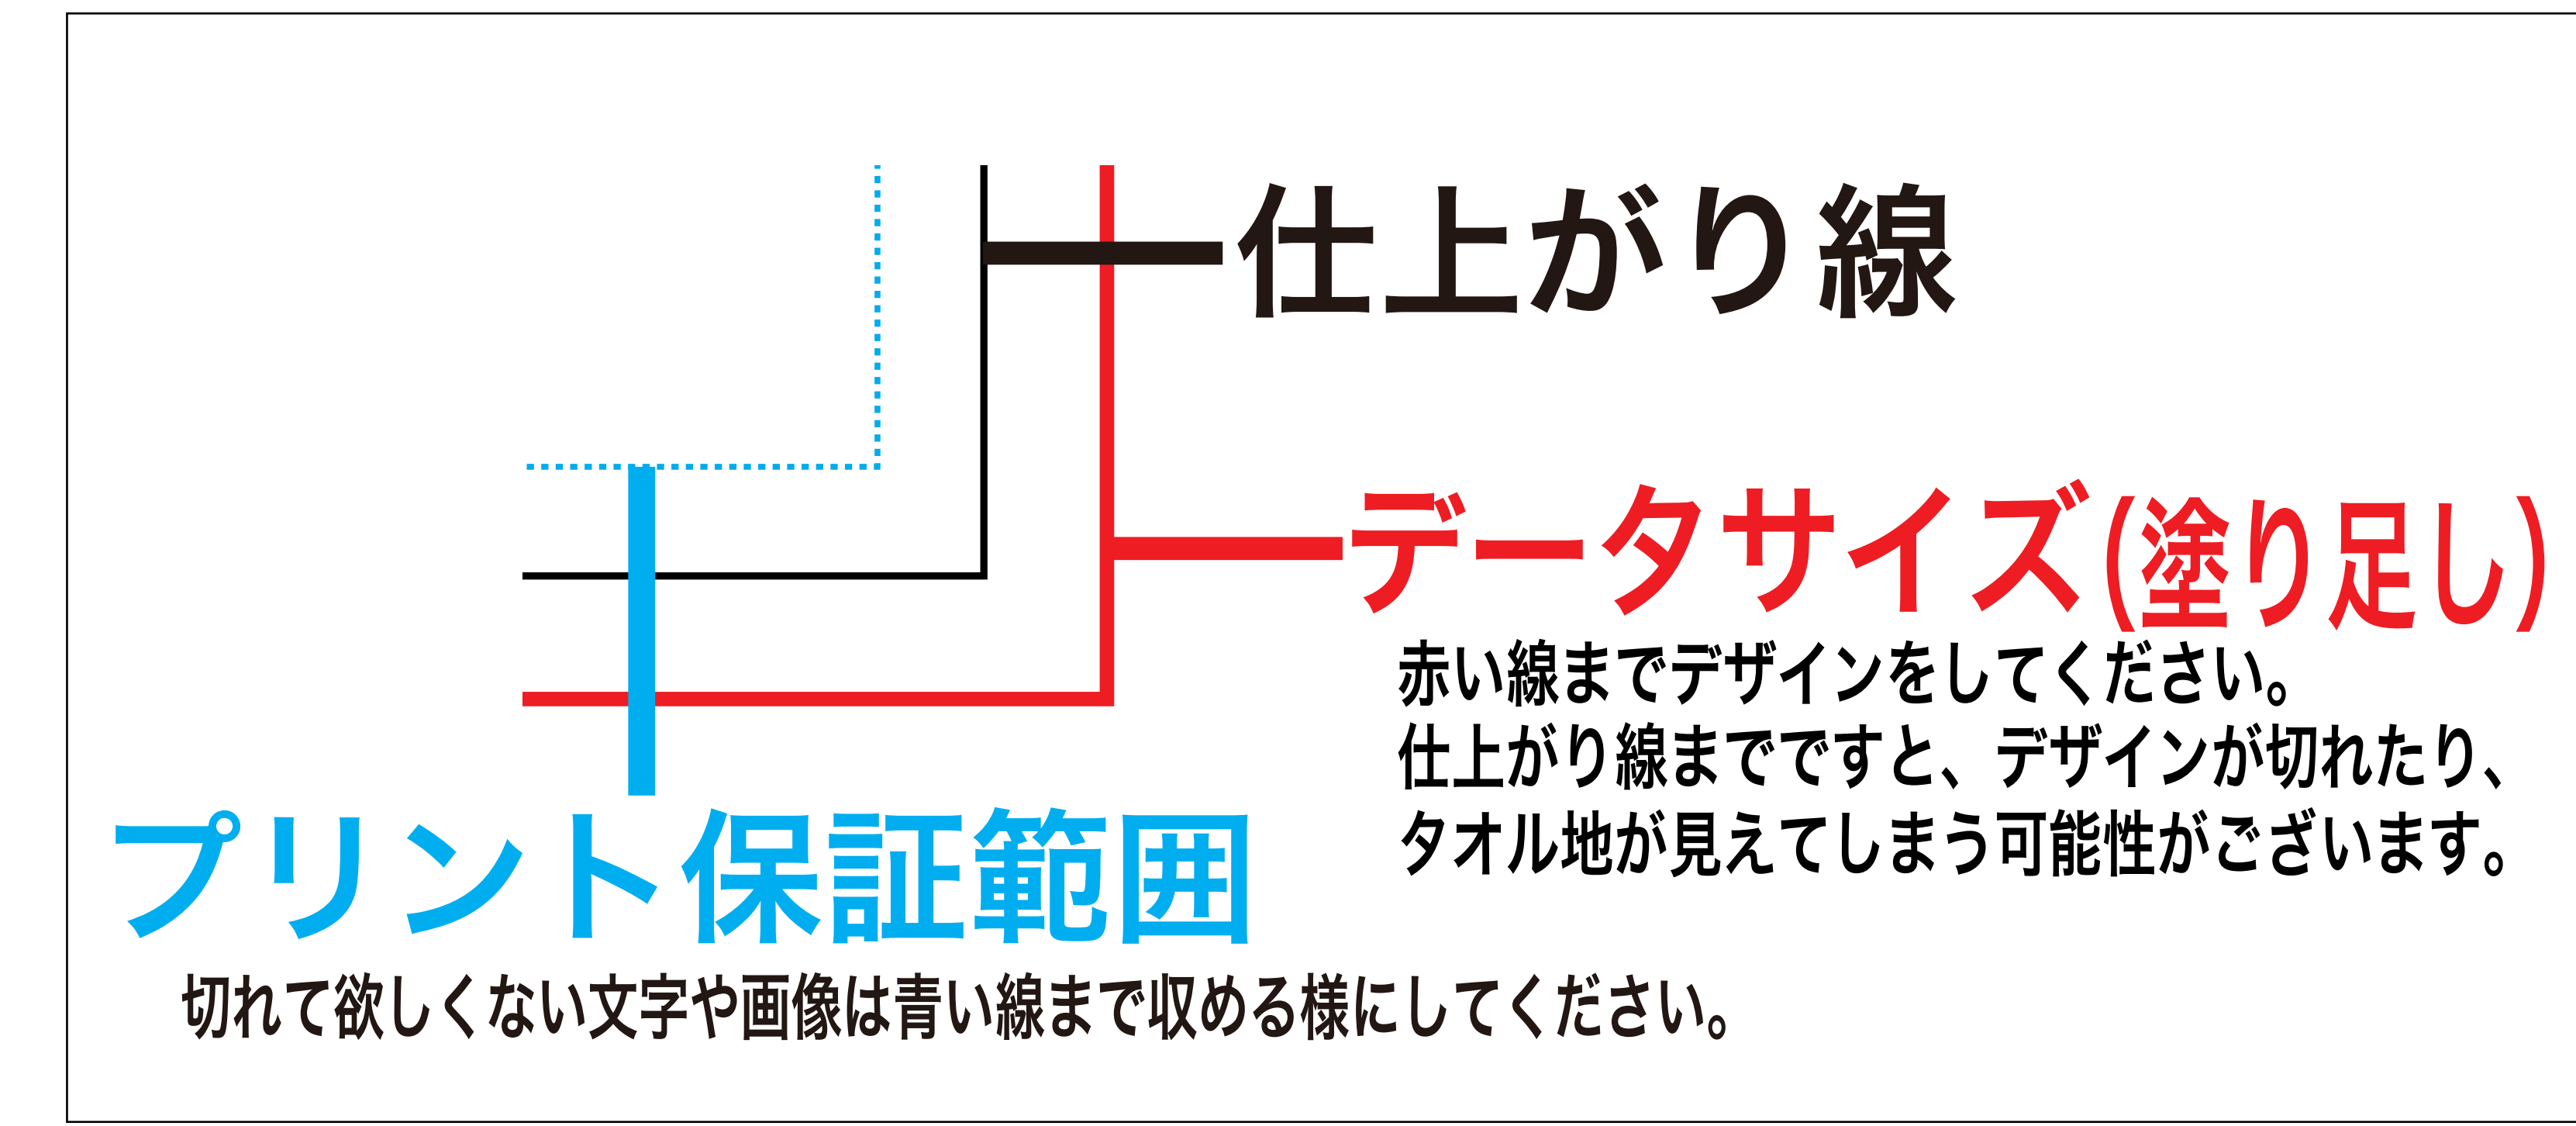 仕上がり線
データサイズ(塗り足し)
赤い線までデザインをしてください。
仕上がり線までですと、デザインが切れたり、
タオル地が見えてしまう可能性がございます。
プリント保証範囲
切れて欲しくない文字や画像は青い線まで収める様にしてください。